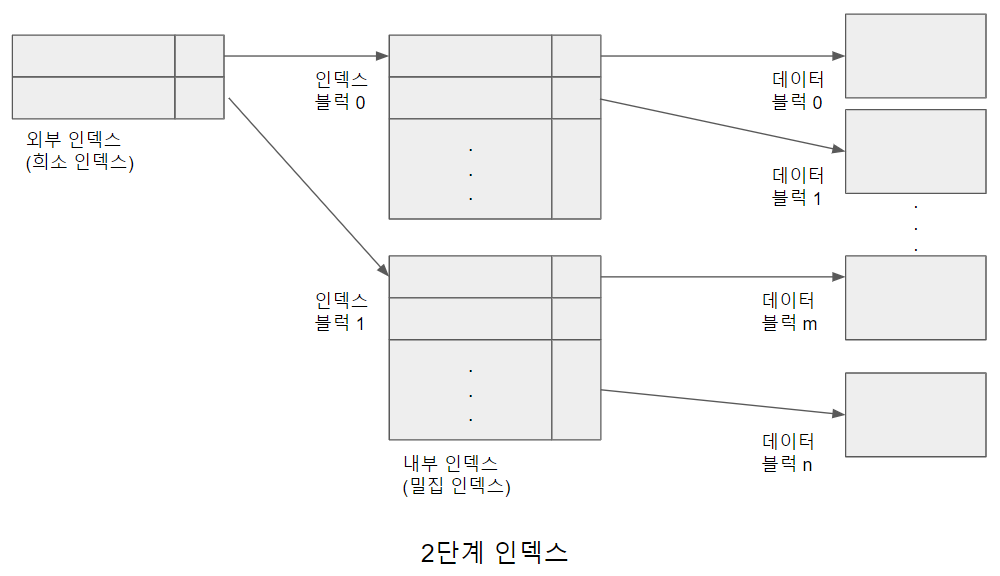 외부 인덱스
(희소 인덱스)
인덱스
블럭 0
인덱스
블럭 1
내부 인덱스
(밀집 인덱스)
데이터
블럭 0
데이터
블럭 1
데이터
블럭 m
데이터
블럭 n
2단계 인덱스